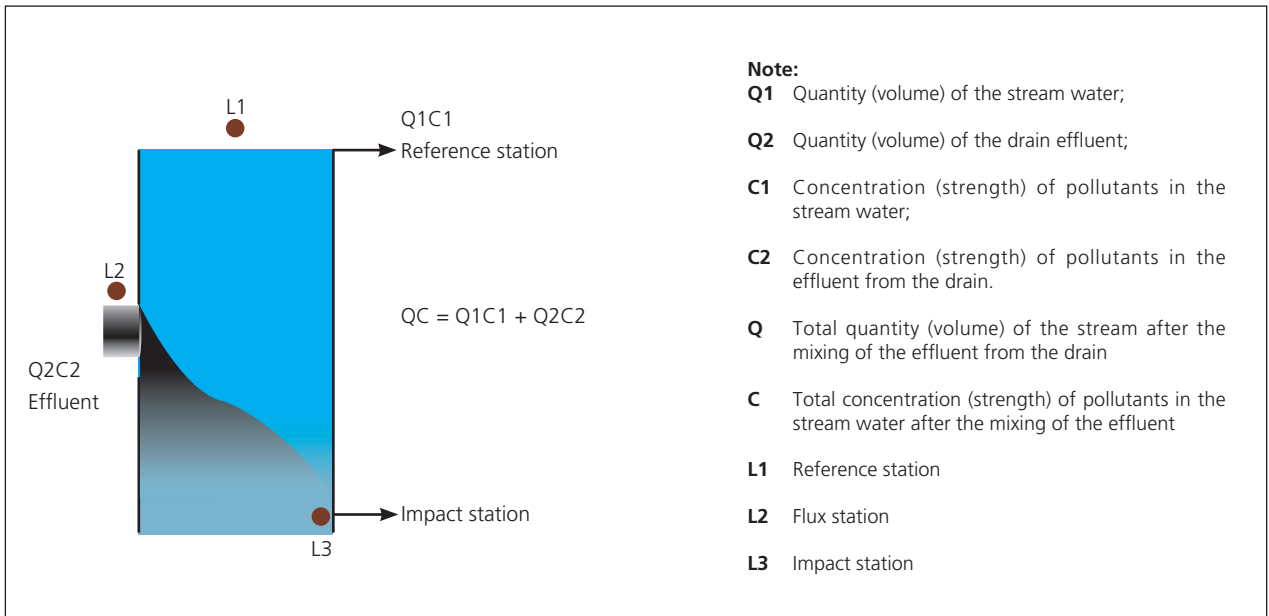 L1
Q1C1
Reference station
L2
QC = Q1C1 + Q2C2
Q2C2
Effluent
Impact station
L3
Note:
Q1 Quantity (volume) of the stream water;
Q2 Quantity (volume) of the drain effluent;
C1 Concentration (strength) of pollutants in the
stream water;
C2 Concentration (strength) of pollutants in the
effluent from the drain.
Q Total quantity (volume) of the stream after the
mixing of the effluent from the drain
C Total concentration (strength) of pollutants in the
stream water after the mixing of the effluent
L1 Reference station
L2 Flux station
L3 Impact station